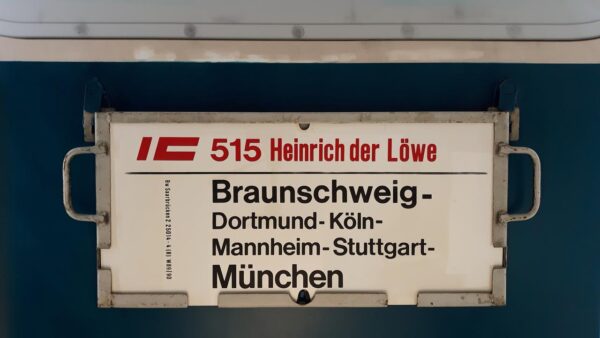 IC 515 Heinrich der Löwe
Braunschweig-
Dortmund-Köln-
Mannheim-Stuttgart-
München